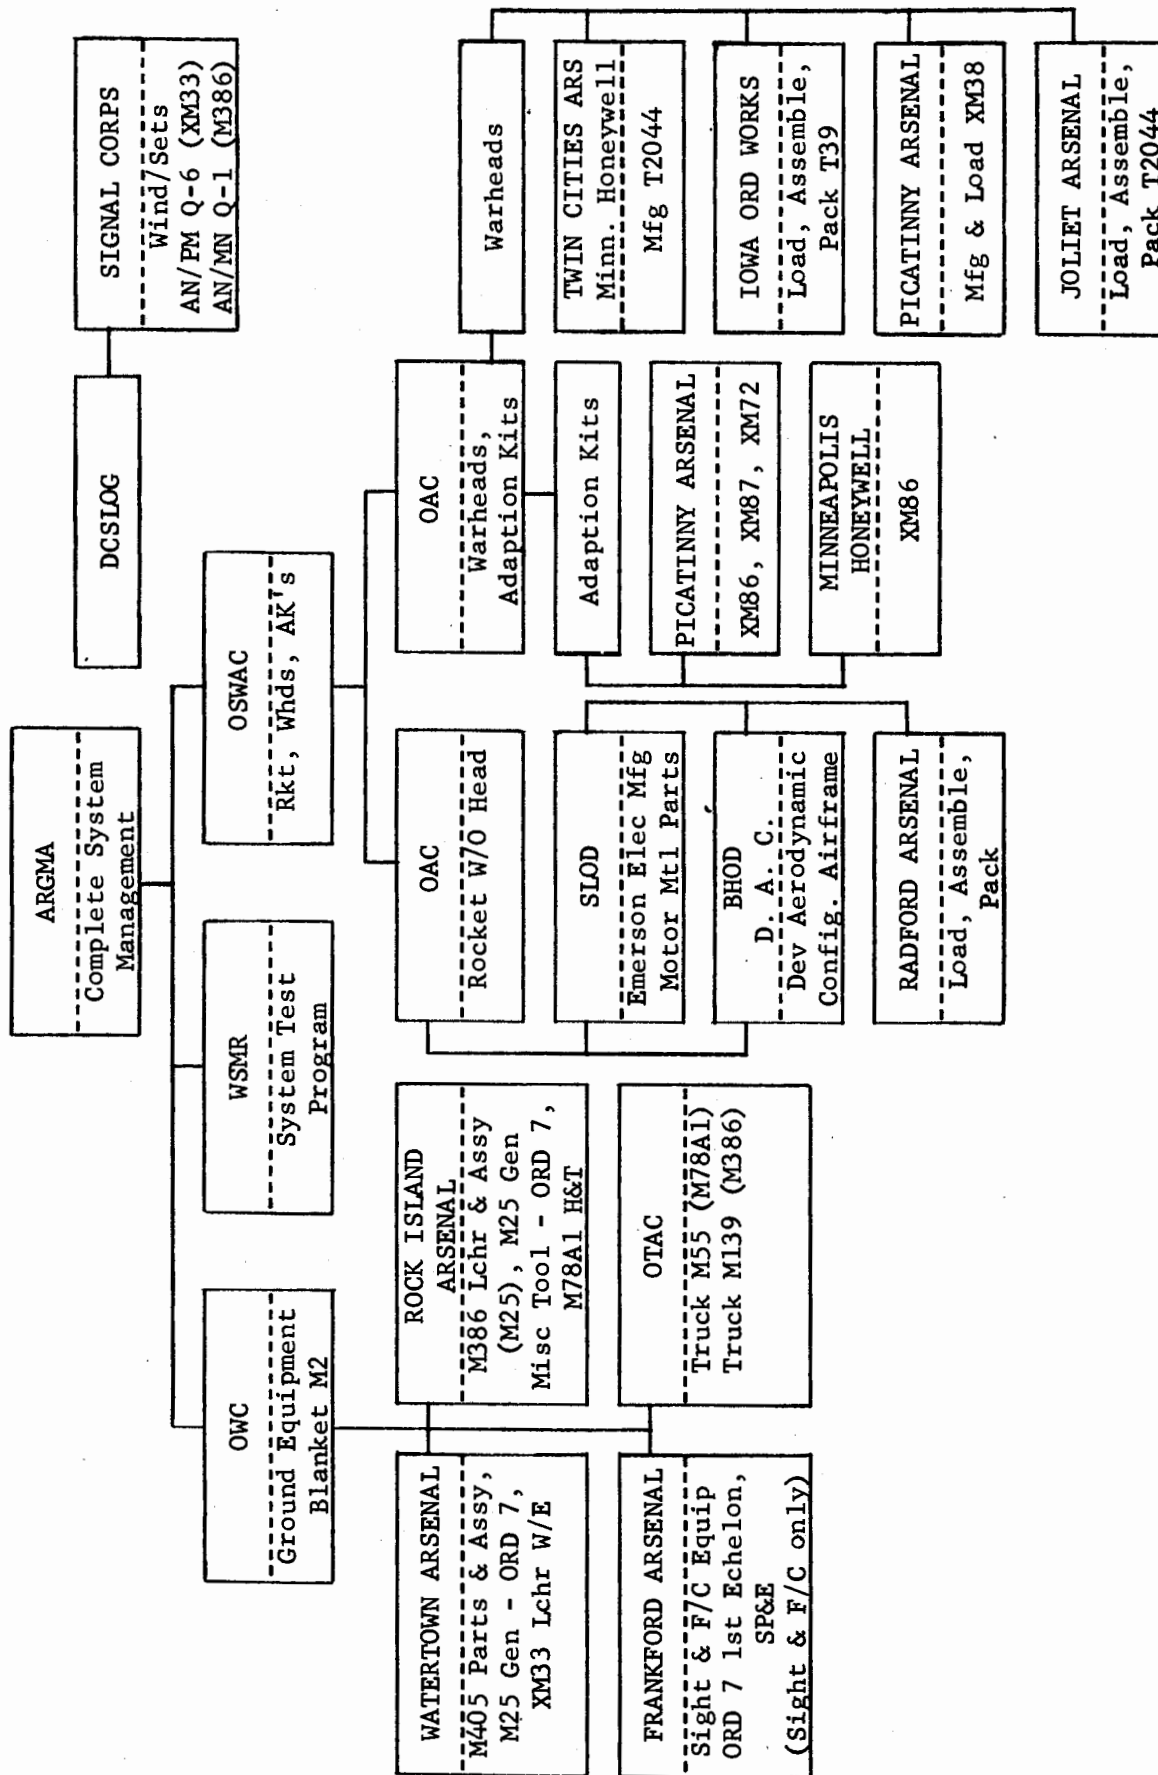 ARGMA
Complete System
Management
DCSLOG
SIGNAL CORPS
Wind/Sets
AN/PM Q-6 (XM33)
AN/MN Q-1 (M386)
OWC
Ground Equipment
Blanket M2
WSMR
System Test
Program
OSWAC
Rkt, Whds, AK's
WATERTOWN ARSENAL
M405 Parts & Assy,
M25 Gen - ORD 7,
XM33 Lchr W/E
ROCK ISLAND
ARSENAL
M386 Lchr & Assy
(M25), M25 Gen
Misc Tool - ORD 7,
M78A1 H&T
FRANKFORD ARSENAL
Sight & F/C Equip
ORD 7 1st Echelon,
SP&E
(Sight & F/C only)
OTAC
Truck M55 (M78A1)
Truck M139 (M386)
OAC
Rocket W/O Head
SLOD
Emerson Elec Mfg
Motor Mtl Parts
BHOD
D. A. C.
Dev Aerodynamic
Config. Airframe
RADFORD ARSENAL
Load, Assemble,
Pack
OAC
Warheads,
Adaption Kits
Adaption Kits
PICATINNY ARSENAL
XM86, XM87, XM72
MINNEAPOLIS
HONEYWELL
XM86
Warheads
TWIN CITIES ARS
Minn. Honeywell
Mfg T2044
IOWA ORD WORKS
Load, Assemble,
Pack T39
PICATINNY ARSENAL
Mfg & Load XM38
JOLIET ARSENAL
Load, Assemble,
Pack T2044